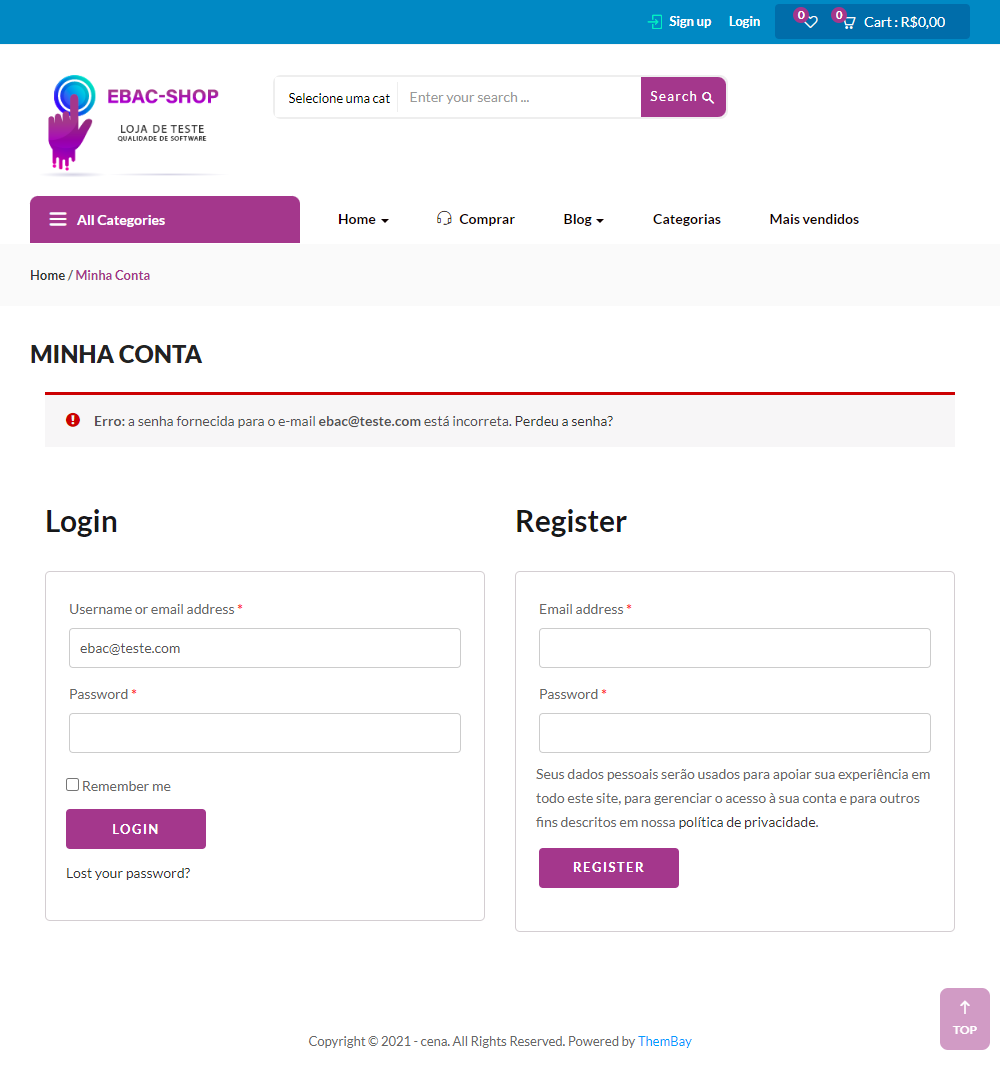 Sign up Login 0 0 Cart : R$0,00
EBAC-SHOP
LOJA DE TESTE
QUALIDADE DE SOFTWARE
Selecione uma cat Enter your search ... Search
All Categories Home Comprar Blog Categorias Mais vendidos
Home / Minha Conta
MINHA CONTA
Erro: a senha fornecida para o e-mail ebac@teste.com está incorreta. Perdeu a senha?
Login
Username or email address *
ebac@teste.com
Password *
Remember me
LOGIN
Lost your password?
Register
Email address *
Password *
Seus dados pessoais serão usados para apoiar sua experiência em
todo este site, para gerenciar o acesso à sua conta e para outros
fins descritos em nossa política de privacidade.
REGISTER
TOP
Copyright © 2021 - cena. All Rights Reserved. Powered by ThemBay